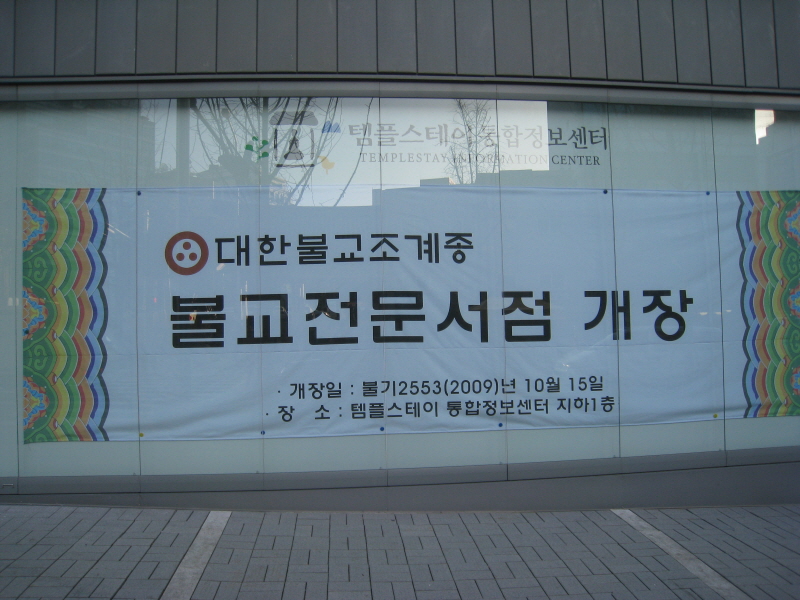 템플스테이통합정보센터
TEMPLESTAY INFORMATION CENTER
대한불교조계종
불교전문서점 개장
· 개장일 : 불기2553(2009)년 10월 15일
· 장 소 : 템플스테이 통합정보센터 지하1층